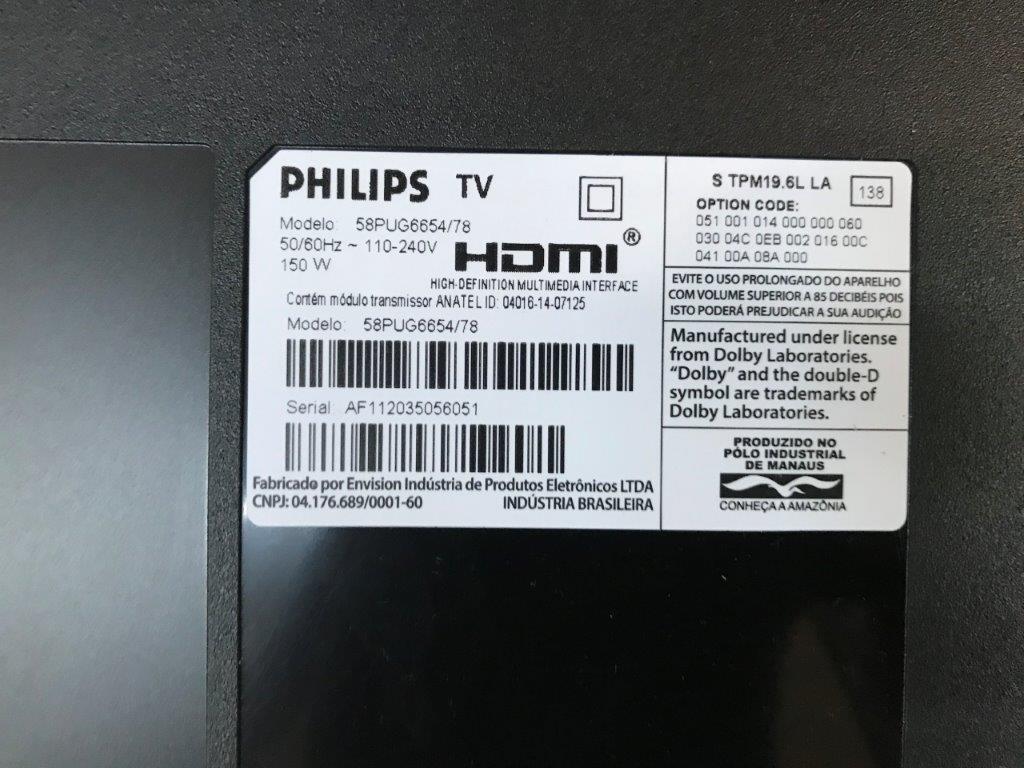 PHILIPS TV
Modelo: 58PUG6654/78
50/60Hz ~ 110-240V
150 W
HDMI®
HIGH-DEFINITION MULTIMEDIA INTERFACE
Contém módulo transmissor ANATEL ID: 04016-14-07125
Modelo: 58PUG6654/78
Serial: AF112035056051
Fabricado por Envision Indústria de Produtos Eletrônicos LTDA
CNPJ: 04.176.689/0001-60 INDÚSTRIA BRASILEIRA
S TPM19.6L LA 138
OPTION CODE:
051 001 014 000 000 060
030 04C 0EB 002 016 00C
041 00A 08A 000
EVITE O USO PROLONGADO DO APARELHO
COM VOLUME SUPERIOR A 85 DECIBÉIS POIS
ISTO PODERÁ PREJUDICAR A SUA AUDIÇÃO
Manufactured under license
from Dolby Laboratories.
“Dolby” and the double-D
symbol are trademarks of
Dolby Laboratories.
PRODUZIDO NO
PÓLO INDUSTRIAL
DE MANAUS
CONHEÇA A AMAZÔNIA